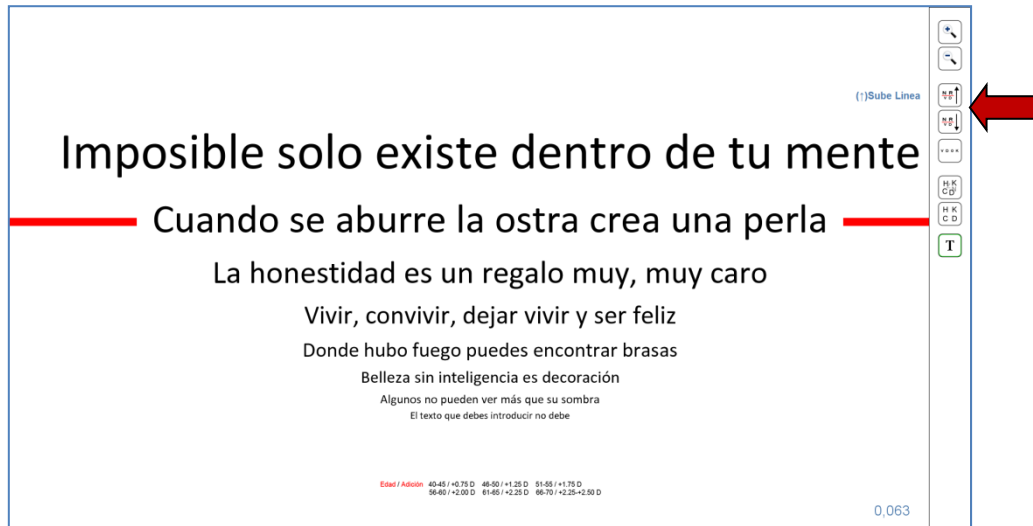 (↑)Sube Linea
Imposible solo existe dentro de tu mente
Cuando se aburre la ostra crea una perla
La honestidad es un regalo muy, muy caro
Vivir, convivir, dejar vivir y ser feliz
Donde hubo fuego puedes encontrar brasas
Belleza sin inteligencia es decoración
Algunos no pueden ver más que su sombra
El texto que debes introducir no debe
Edad / Adición 40-45 / +0.75 D 46-50 / +1.25 D 51-55 / +1.75 D
56-60 / +2.00 D 61-65 / +2.25 D 66-70 / +2.25-+2.50 D
0,063
H K
C D
H K
C D
T